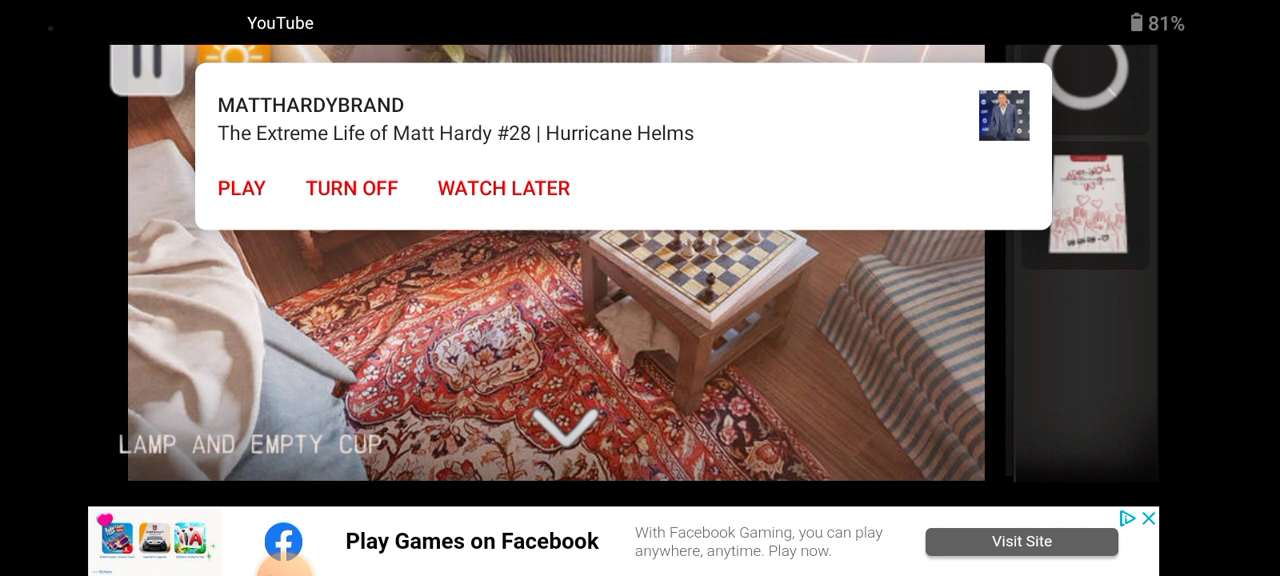 YouTube
81%
MATTHARDYBRAND
The Extreme Life of Matt Hardy #28 | Hurricane Helms
PLAY TURN OFF WATCH LATER
LAMP AND EMPTY CUP
Play Games on Facebook
With Facebook Gaming, you can play
anywhere, anytime. Play now.
Visit Site